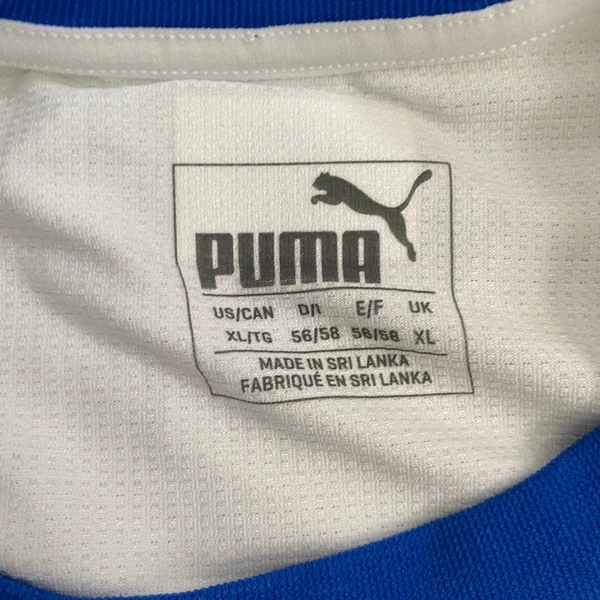 PUMA
US/CAN D/I E/F UK
XL/TG 56/58 56/58 XL
MADE IN SRI LANKA
FABRIQUÉ EN SRI LANKA